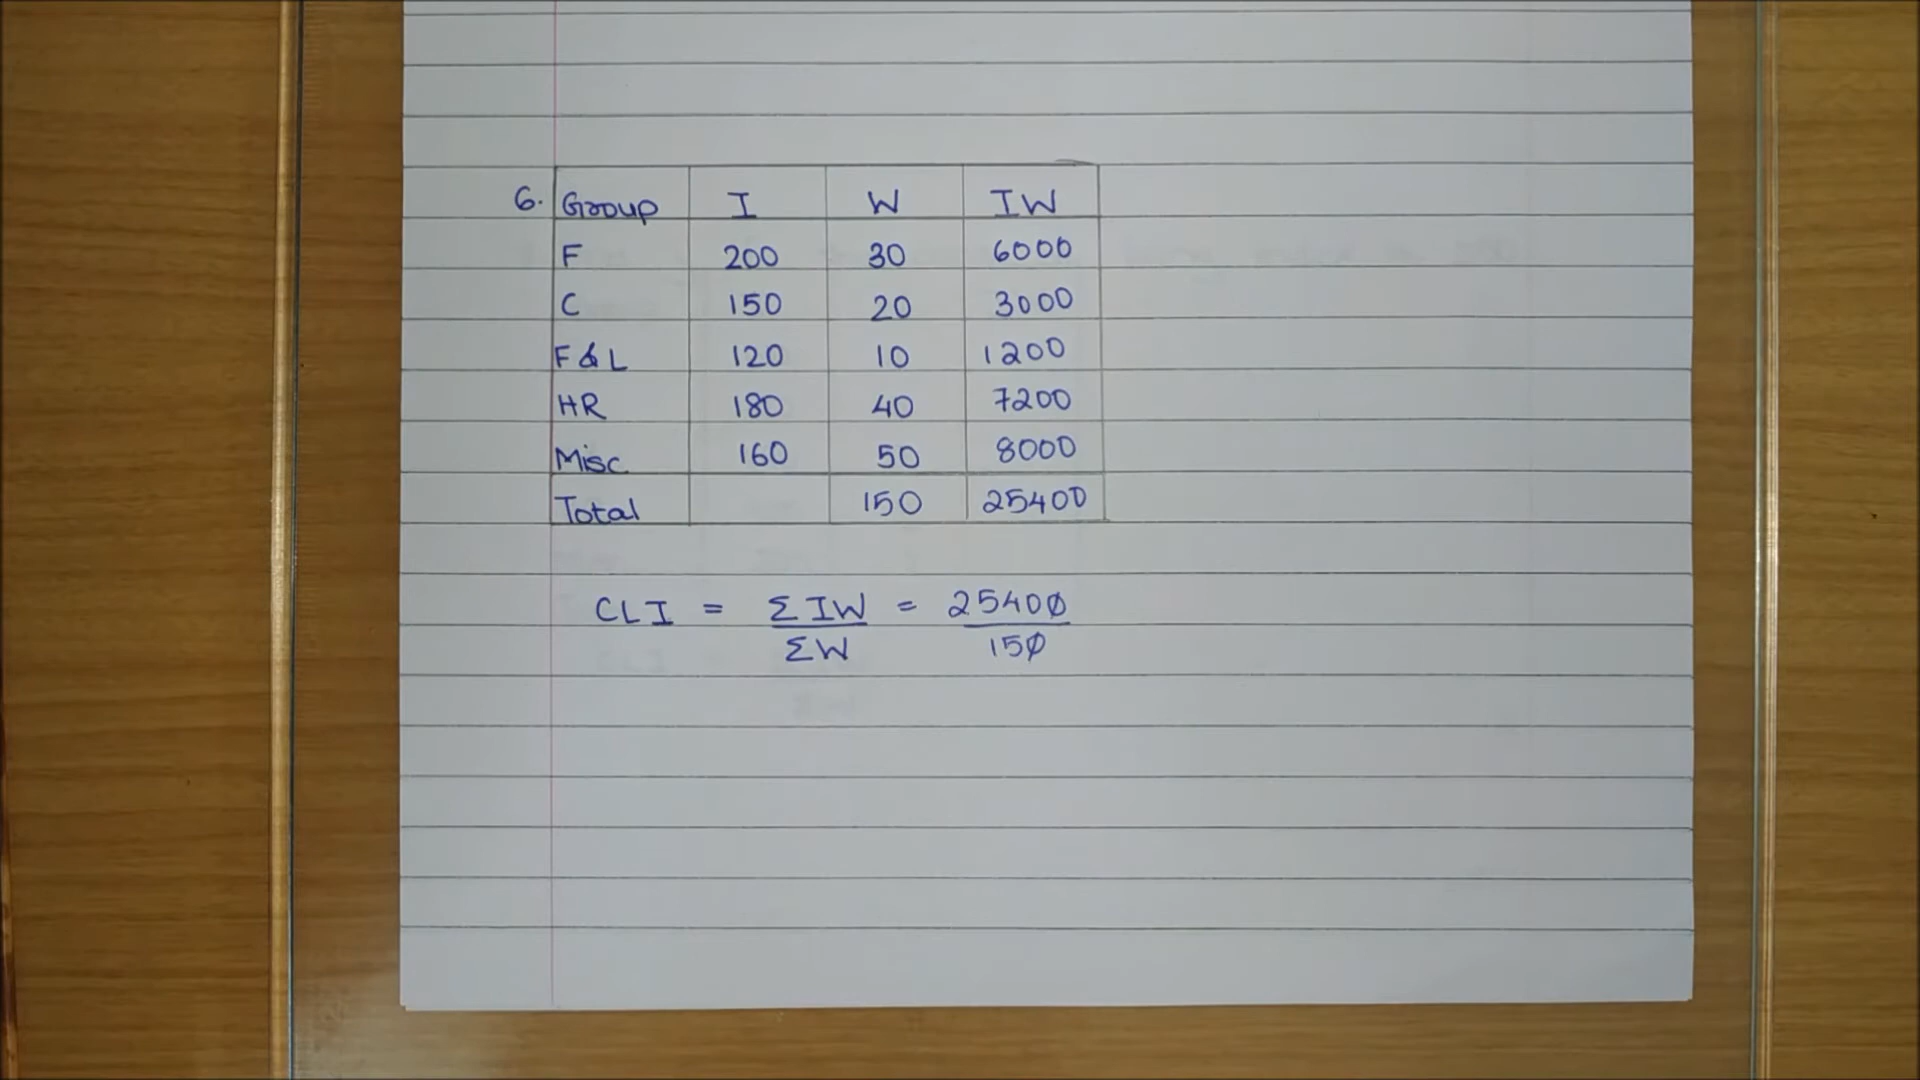 6. Group I W IW
F 200 30 6000
C 150 20 3000
F & L 120 10 1200
HR 180 40 7200
Misc 160 50 8000
Total 150 25400
CLI = ΣIW = 25400
ΣW 150